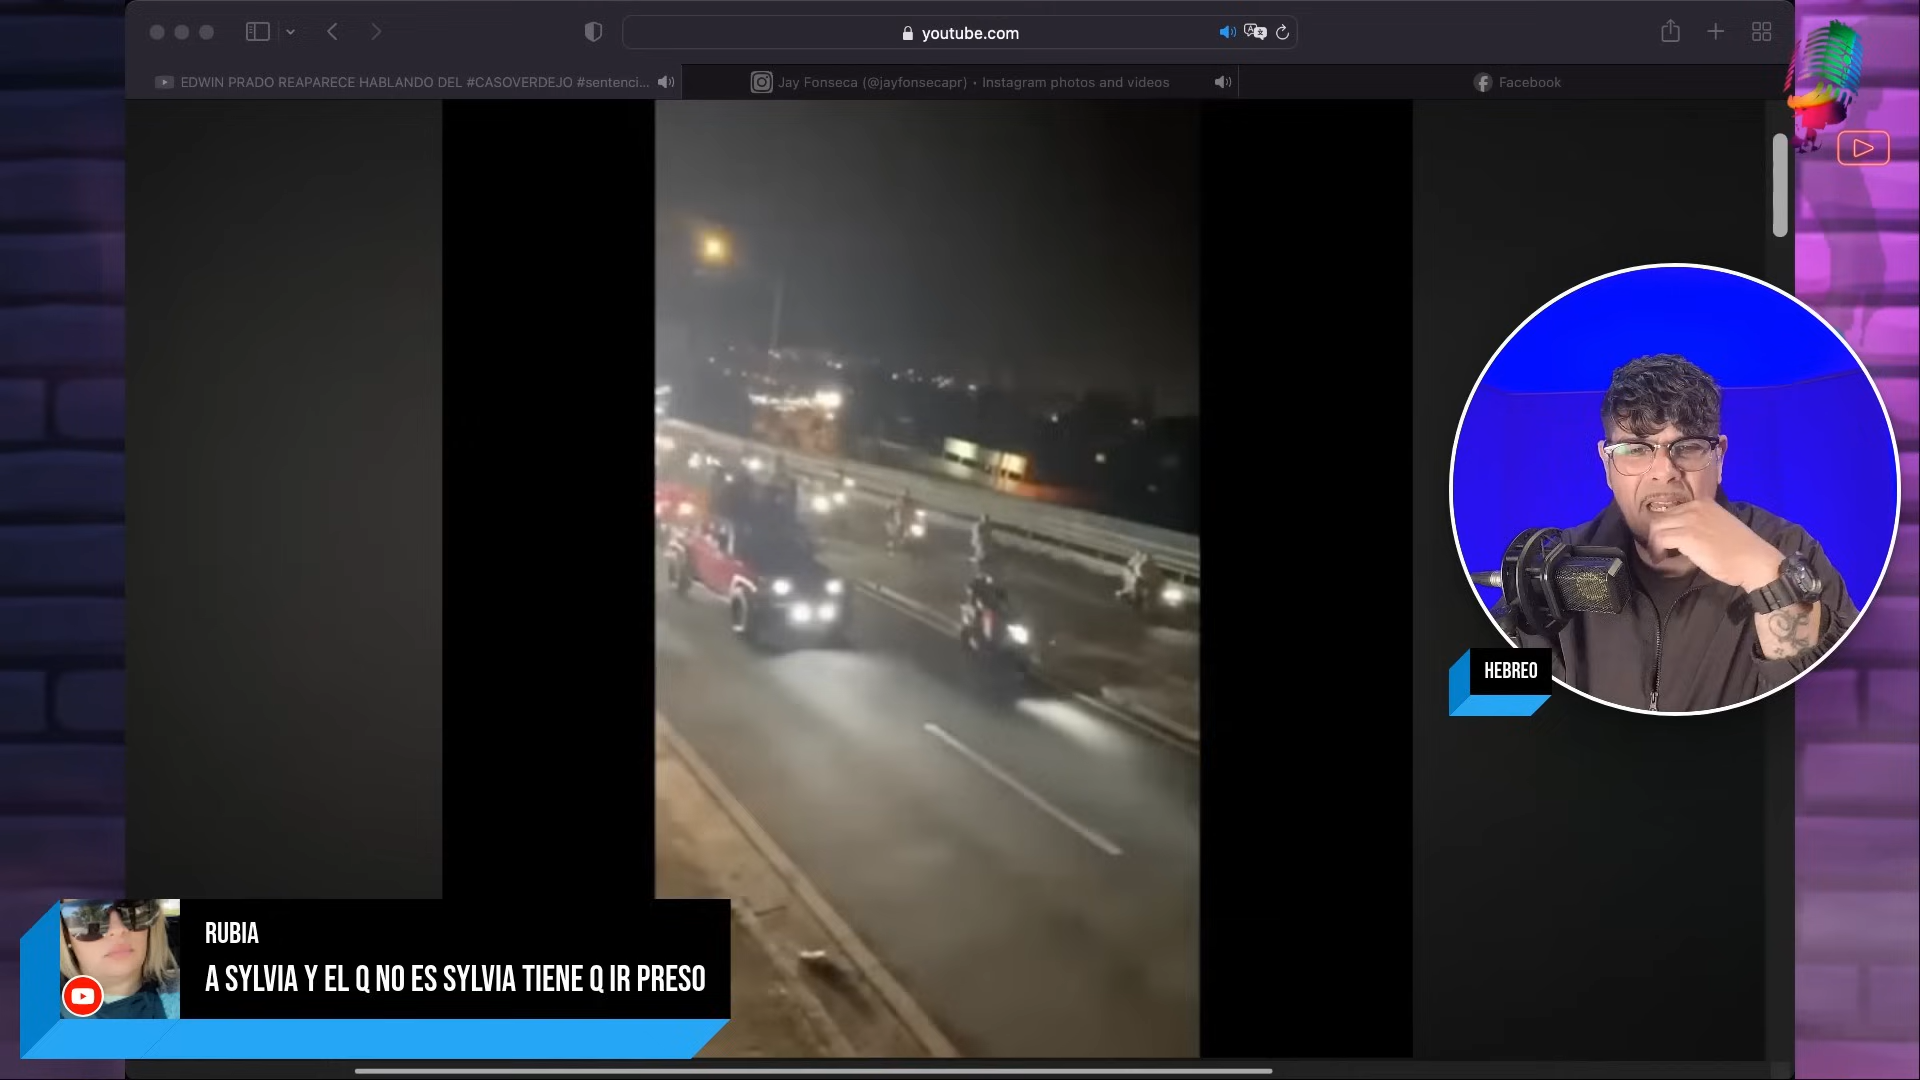 youtube.com
EDWIN PRADO REAPARECE HABLANDO DEL #CASOVERDEJO #sentenci...
Jay Fonseca (@jayfonsecapr) • Instagram photos and videos
Facebook
HEBREO
RUBIA
A SYLVIA Y EL Q NO ES SYLVIA TIENE Q IR PRESO